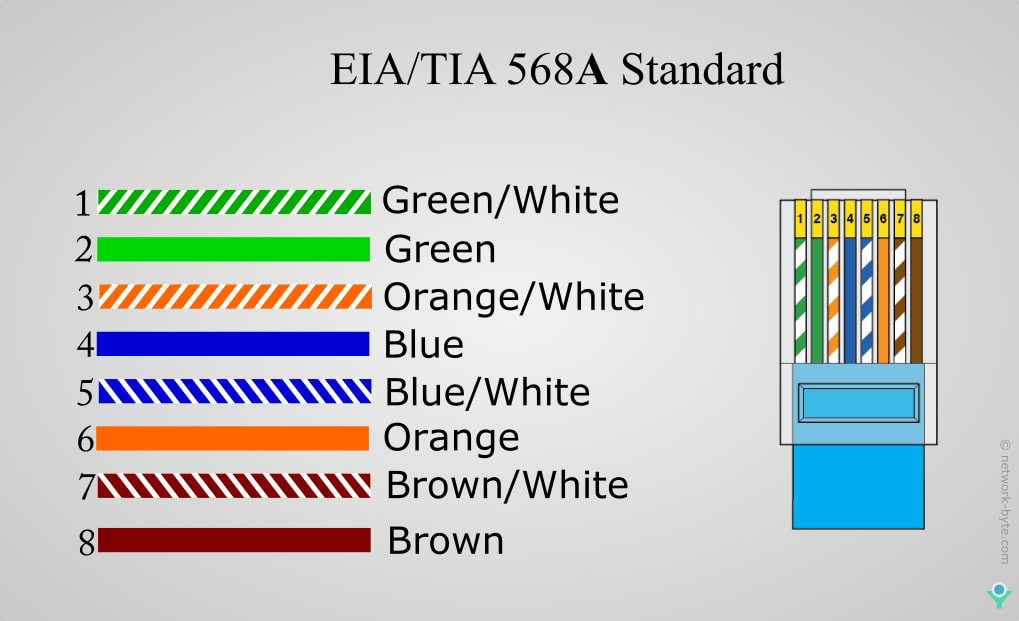 EIA/TIA 568A Standard
1 Green/White
2 Green
3 Orange/White
4 Blue
5 Blue/White
6 Orange
7 Brown/White
8 Brown
1 2 3 4 5 6 7 8
© network-byte.com